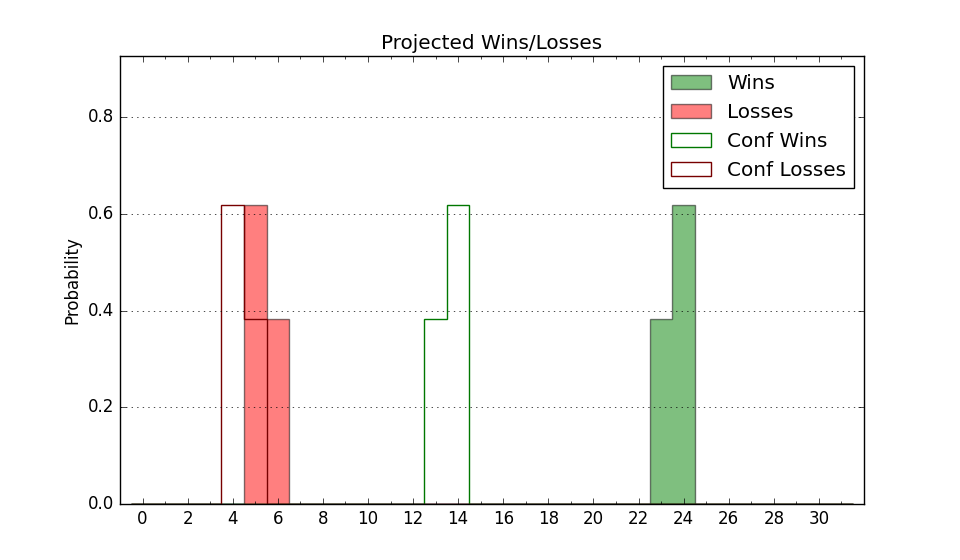 Projected Wins/Losses
Wins
Losses
Conf Wins
Conf Losses
Probability
0.8
0.6
0.4
0.2
0.0
0 2 4 6 8 10 12 14 16 18 20 22 24 26 28 30